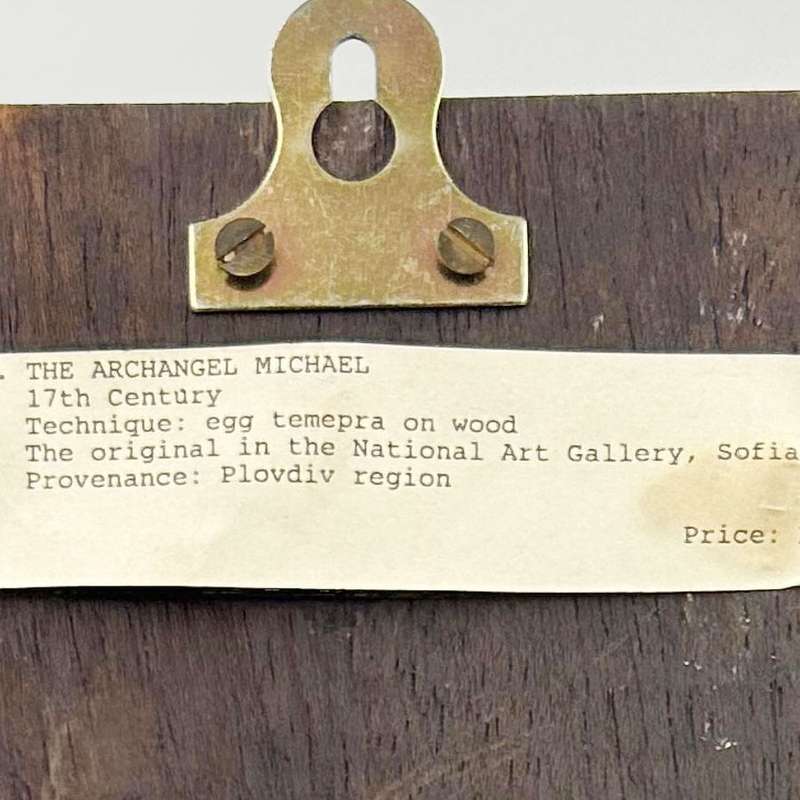 . THE ARCHANGEL MICHAEL
17th Century
Technique: egg temepra on wood
The original in the National Art Gallery, Sofia
Provenance: Plovdiv region
Price: